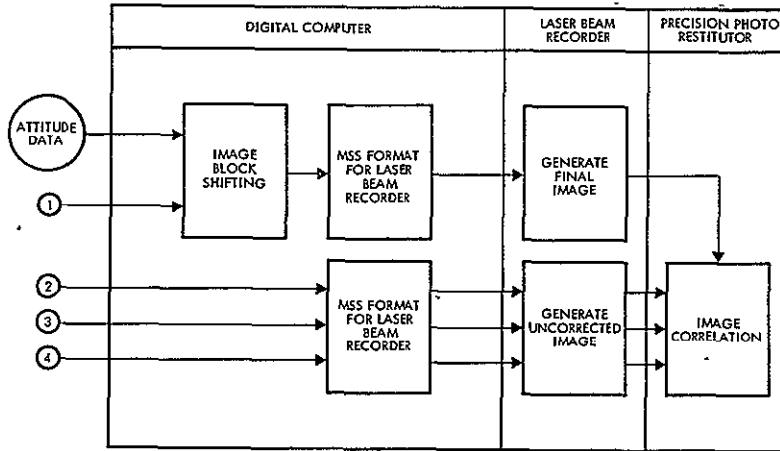 DIGITAL COMPUTER
LASER BEAM
RECORDER
PRECISION PHOTO
RESTITUTOR
ATTITUDE
DATA
1
IMAGE
BLOCK
SHIFTING
MSS FORMAT
FOR LASER
BEAM
RECORDER
GENERATE
FINAL
IMAGE
2
3
4
MSS FORMAT
FOR LASER
BEAM
RECORDER
GENERATE
UNCORRECTED
IMAGE
IMAGE
CORRELATION